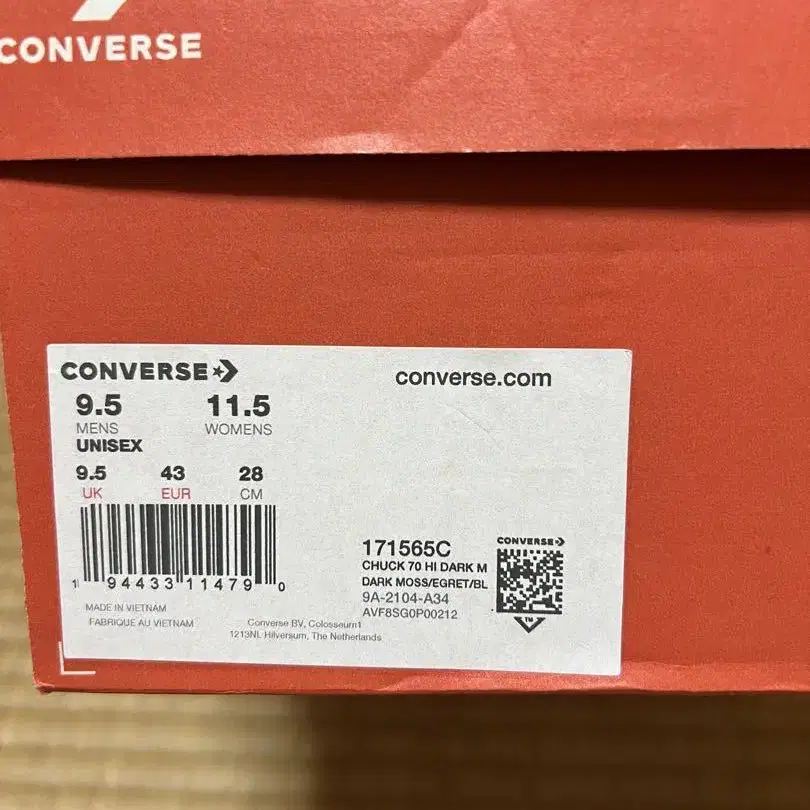 CONVERSE
CONVERSE
converse.com
9.5 11.5
MENS WOMENS
UNISEX
9.5 43 28
UK EUR CM
1 94433 11479 0
MADE IN VIETNAM
FABRIQUE AU VIETNAM
Converse BV, Colosseum1
1213NL Hilversum, The Netherlands
171565C
CHUCK 70 HI DARK M
DARK MOSS/EGRET/BL
9A-2104-A34
AVF8SG0P00212
CONVERSE
TM